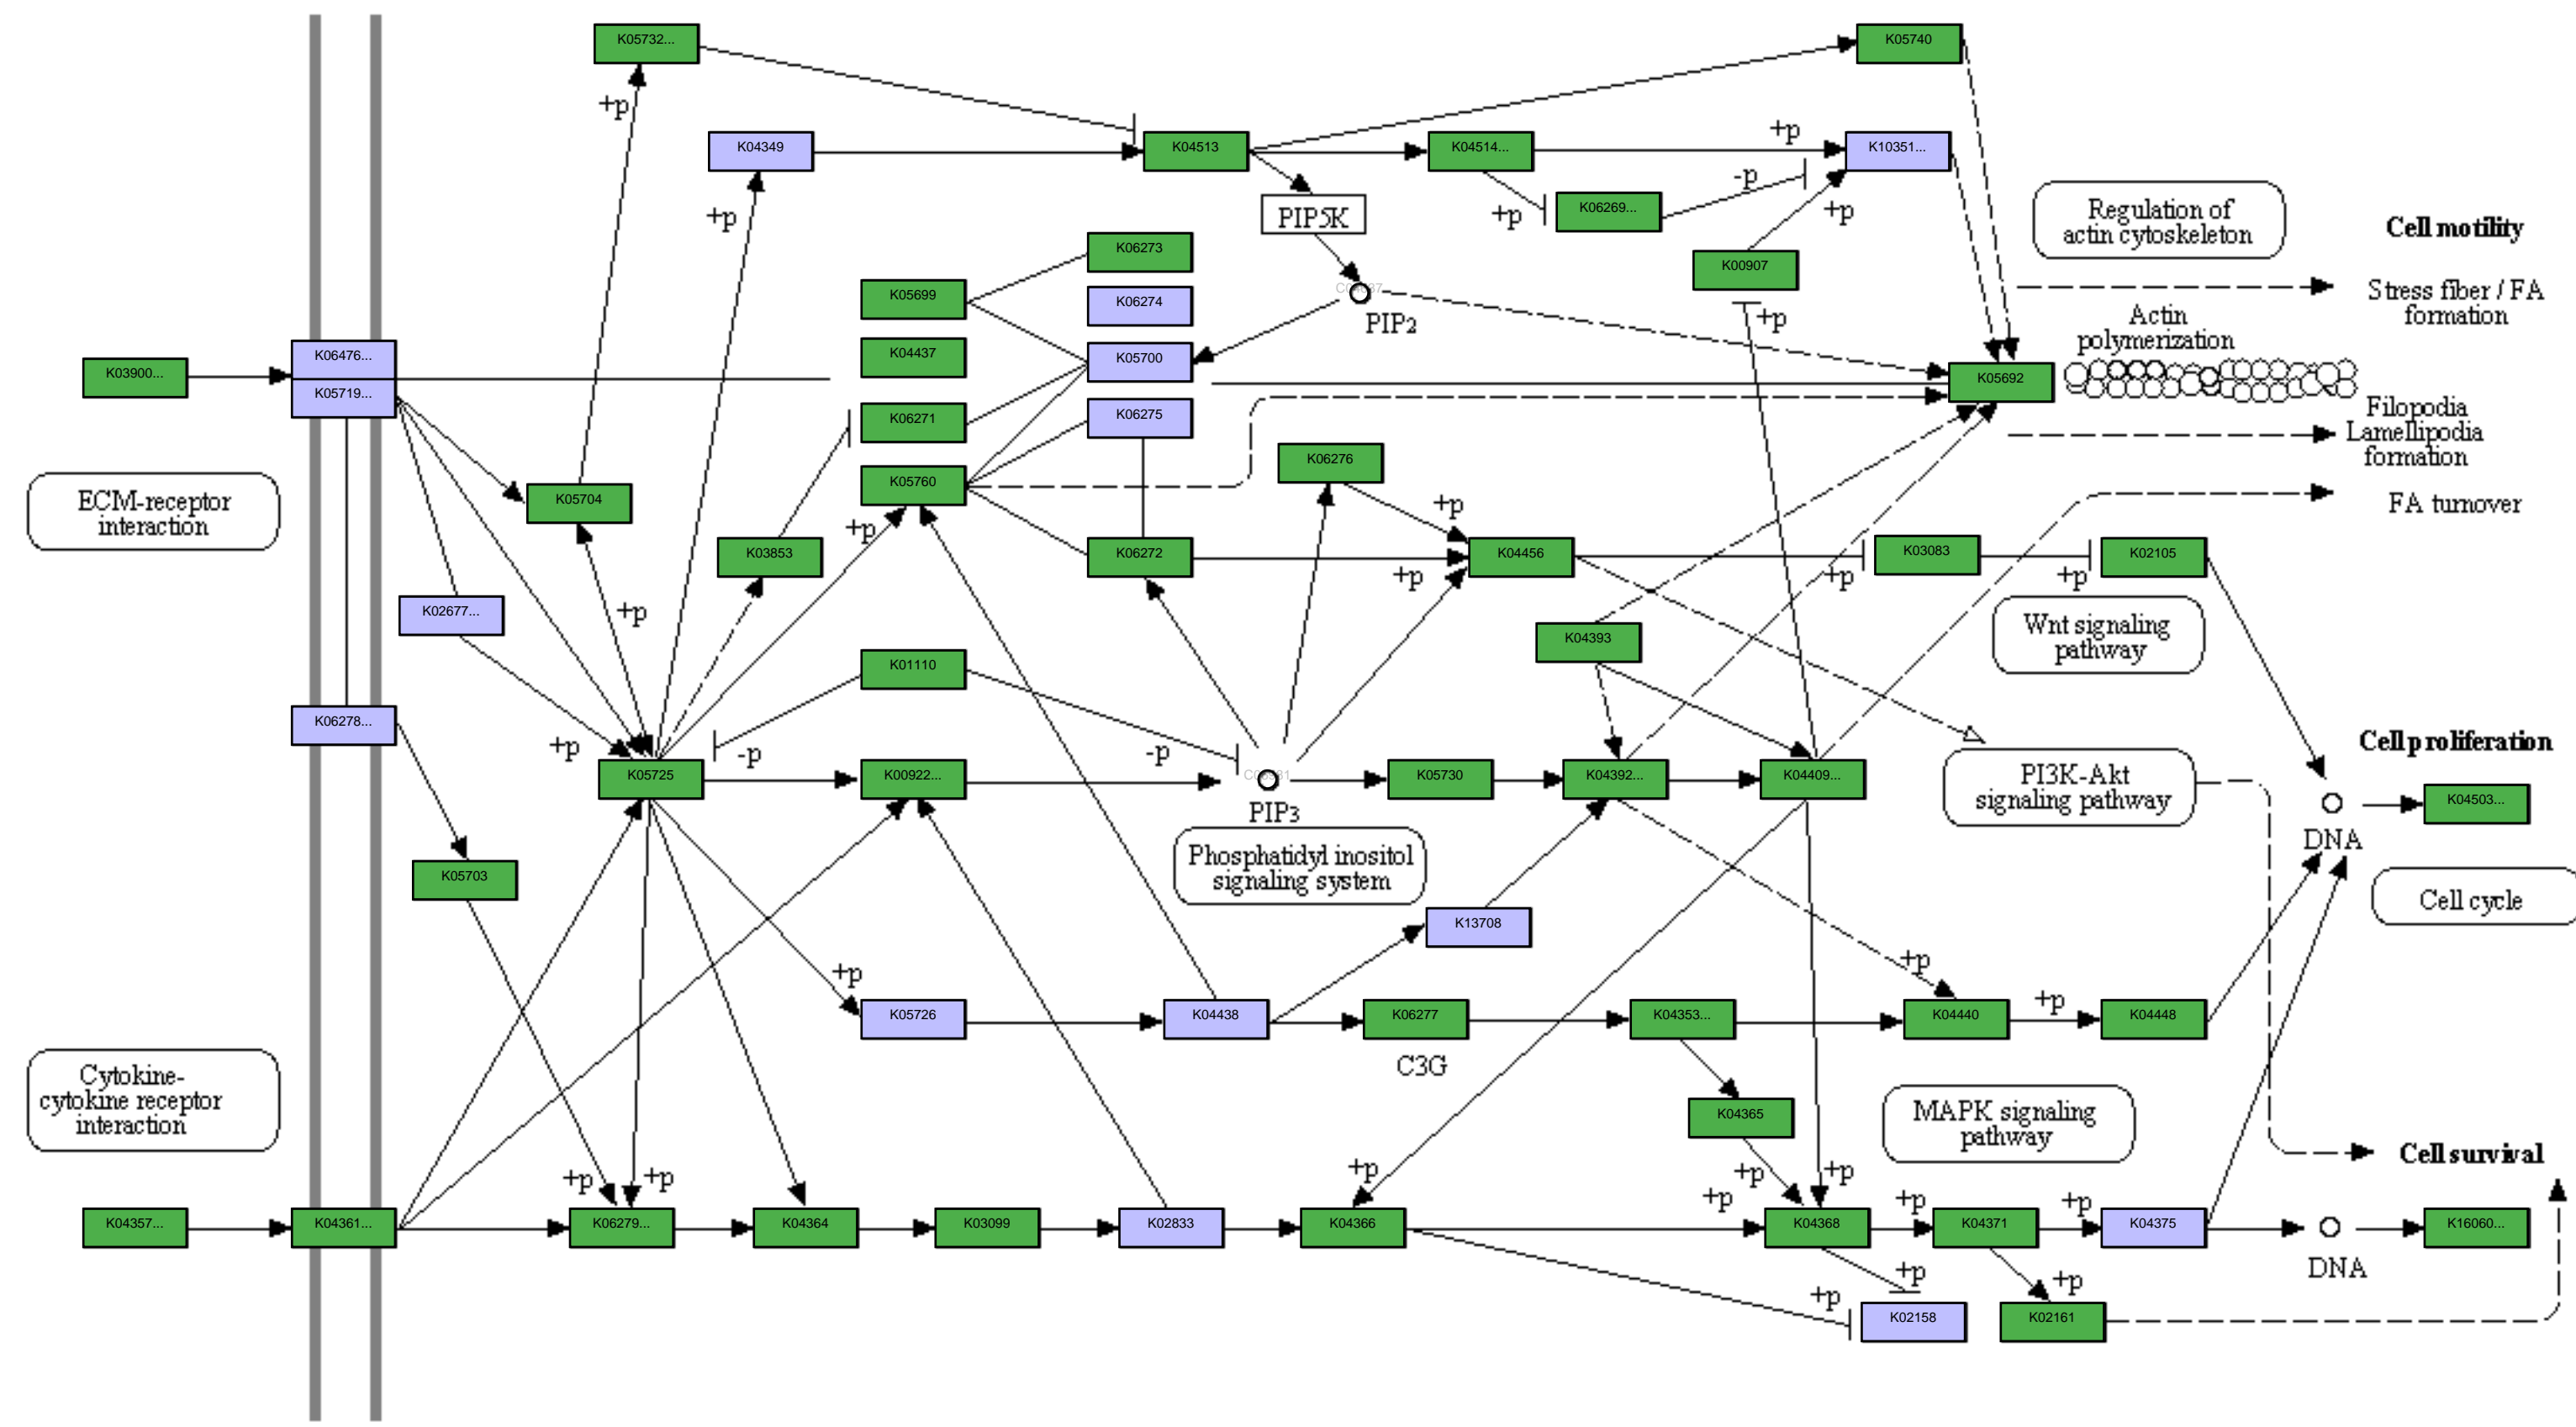 K05732...
K05740
+p
K04349
K04513
K04514...
+p
K10351...
-p
+p
PIP5K
+p
K06269...
+p
Regulation of
actin cytoskeleton
Cell motility
K06273
K00907
K05699
K06274
PIP2
+p
Stress fiber / FA
formation
Actin
polymerization
K03900...
K06476...
K05719...
K04437
K05700
K05692
K06271
K06275
Filopodia
Lamellipodia
formation
K06276
K05760
ECM-receptor
interaction
K05704
+p
+p
FA turnover
K03853
K06272
K04456
+p
+p
K03083
+p
K02105
K02677...
+p
K04393
Wnt signaling
pathway
K01110
K06278...
+p
-p
-p
K05725
K00922...
PIP3
K05730
K04392...
K04409...
PI3K-Akt
signaling pathway
Cell proliferation
K04503...
DNA
Phosphatidyl inositol
signaling system
K05703
Cell cycle
K13708
+p
+p
K05726
K04438
K06277
C3G
K04353...
K04440
+p
K04448
Cytokine-
cytokine receptor
interaction
K04365
MAPK signaling
pathway
Cell survival
+p
+p
+p
+p
+p
+p
+p
+p
K04357...
K04361...
K06279...
K04364
K03099
K02833
K04366
K04368
K04371
K04375
K16060...
DNA
+p
+p
+p
K02158
K02161